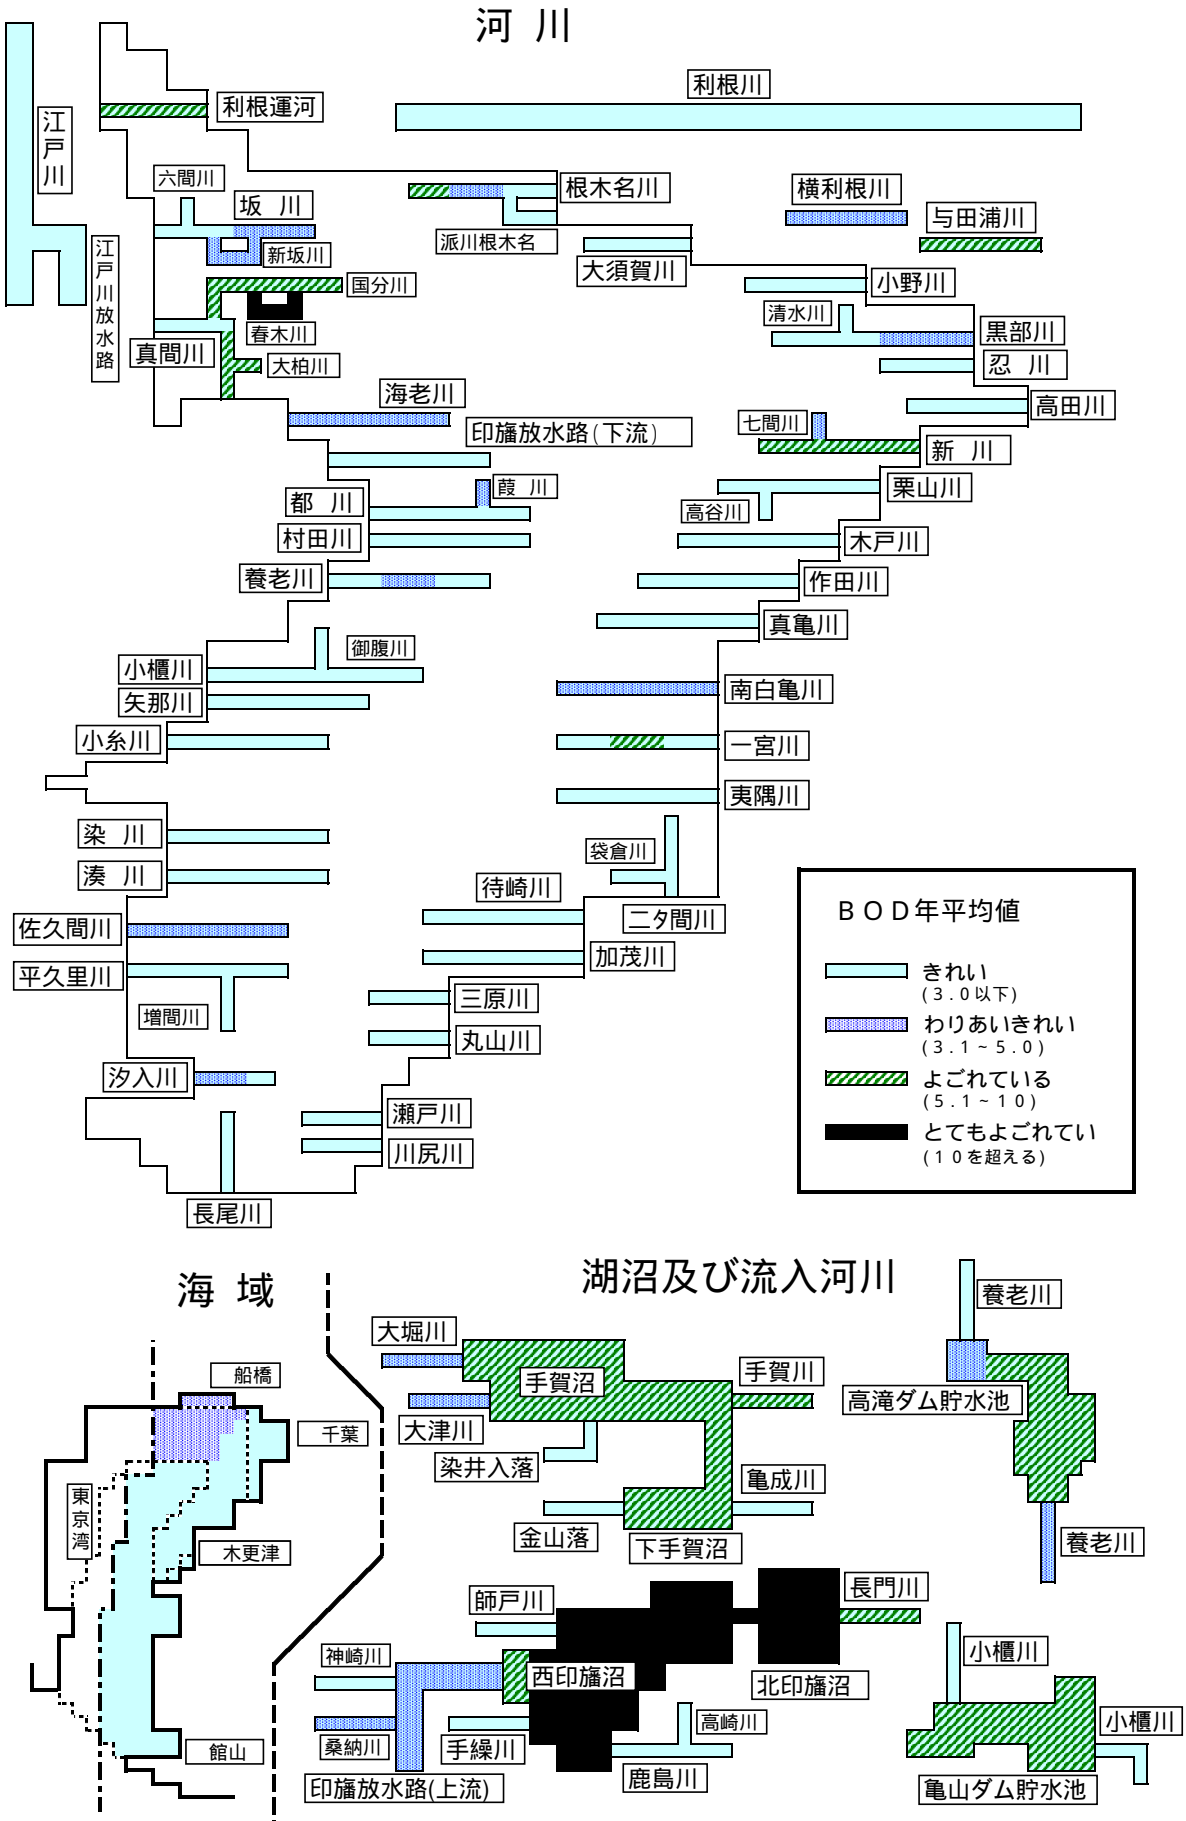 河 川
利根川
江戸川
利根運河
六間川
坂 川
新坂川
江戸川放水路
国分川
春木川
真間川
大柏川
根木名川
派川根木名
横利根川
与田浦川
大須賀川
小野川
清水川
黒部川
忍 川
高田川
海老川
印旛放水路(下流)
七間川
新 川
葭 川
都 川
栗山川
高谷川
村田川
木戸川
養老川
作田川
真亀川
御腹川
小櫃川
矢那川
南白亀川
小糸川
一宮川
夷隅川
染 川
湊 川
袋倉川
待崎川
二タ間川
佐久間川
平久里川
加茂川
増間川
三原川
丸山川
汐入川
瀬戸川
川尻川
長尾川
BOD年平均値
きれい
(3.0以下)
わりあいきれい
(3.1~5.0)
よごれている
(5.1~10)
とてもよごれてい
(10を超える)
海 域
船橋
千葉
東京湾
木更津
館山
湖沼及び流入河川
大堀川
手賀沼
手賀川
大津川
染井入落
亀成川
金山落
下手賀沼
養老川
高滝ダム貯水池
養老川
師戸川
長門川
神崎川
西印旛沼
北印旛沼
桑納川
手繰川
高崎川
印旛放水路(上流)
鹿島川
小櫃川
小櫃川
亀山ダム貯水池